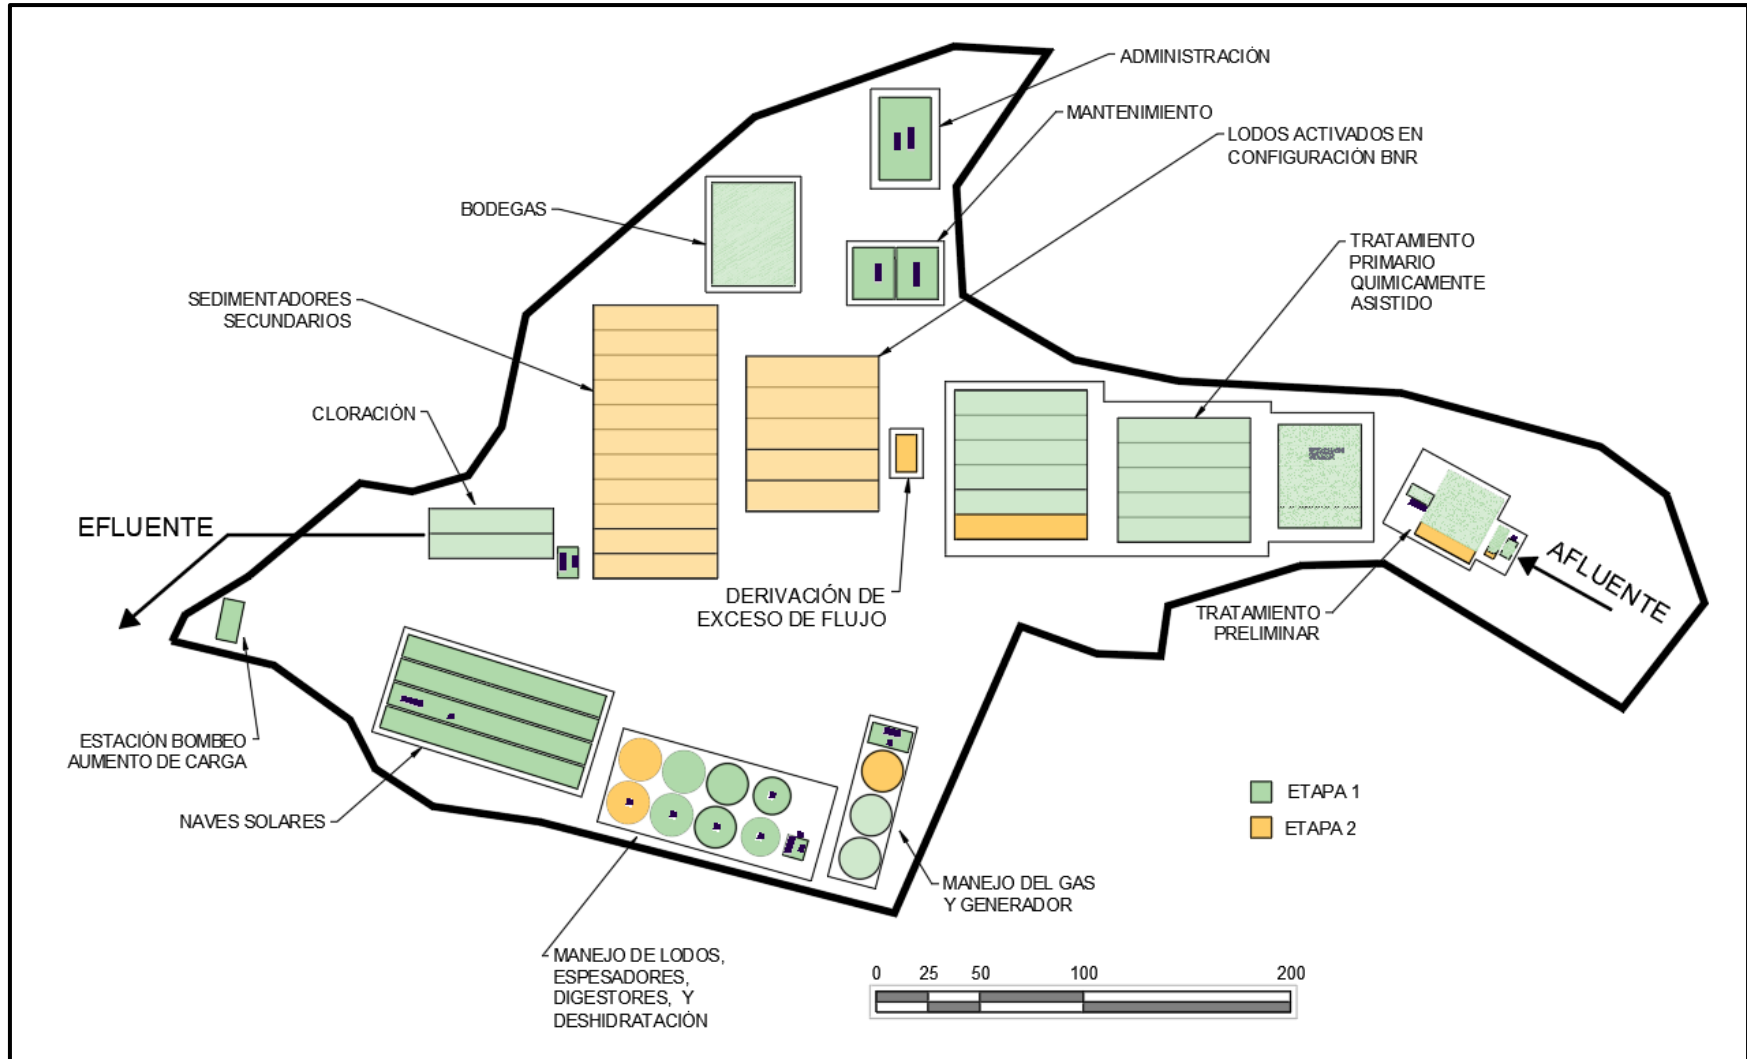 ADMINISTRACIÓN
MANTENIMIENTO
LODOS ACTIVADOS EN
CONFIGURACIÓN BNR
BODEGAS
TRATAMIENTO
PRIMARIO
QUIMICAMENTE
ASISTIDO
SEDIMENTADORES
SECUNDARIOS
CLORACIÓN
EFLUENTE
AFLUENTE
DERIVACIÓN DE
EXCESO DE FLUJO
TRATAMIENTO
PRELIMINAR
ESTACIÓN BOMBEO
AUMENTO DE CARGA
NAVES SOLARES
ETAPA 1
ETAPA 2
MANEJO DEL GAS
Y GENERADOR
MANEJO DE LODOS,
ESPESADORES,
DIGESTORES, Y
DESHIDRATACIÓN
0 25 50 100 200